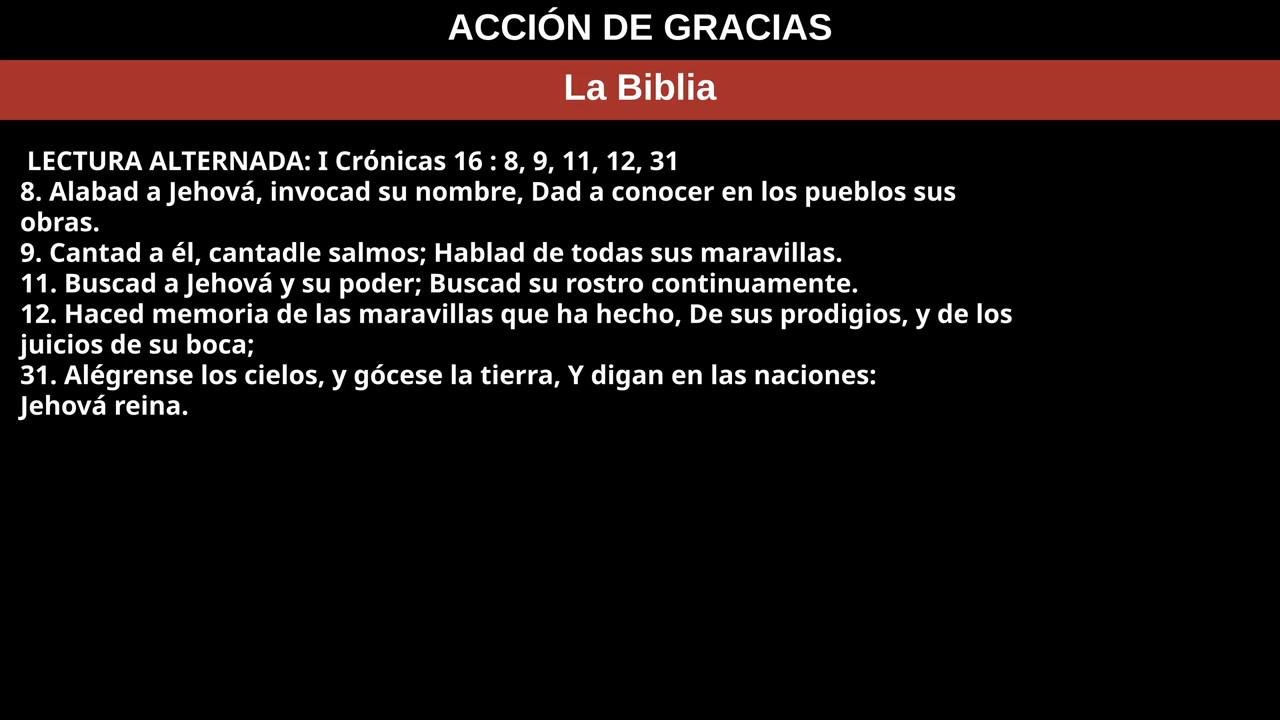 ACCIÓN DE GRACIAS
La Biblia
LECTURA ALTERNADA: I Crónicas 16 : 8, 9, 11, 12, 31
8. Alabad a Jehová, invocad su nombre, Dad a conocer en los pueblos sus
obras.
9. Cantad a él, cantadle salmos; Hablad de todas sus maravillas.
11. Buscad a Jehová y su poder; Buscad su rostro continuamente.
12. Haced memoria de las maravillas que ha hecho, De sus prodigios, y de los
juicios de su boca;
31. Alégrense los cielos, y gócese la tierra, Y digan en las naciones:
Jehová reina.